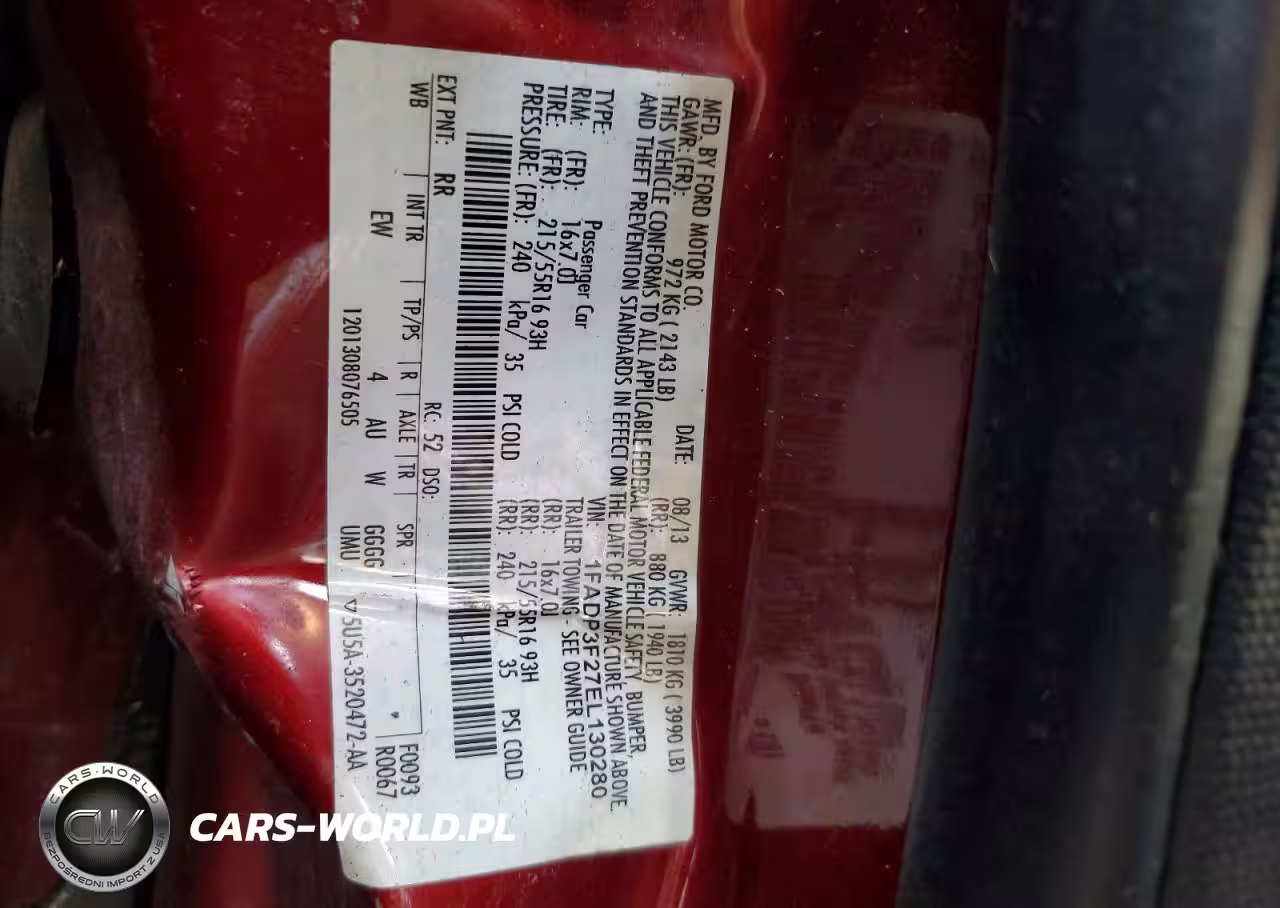 MFD. BY FORD MOTOR CO. DATE: 08/13 GVWR: 1810 KG ( 3990 LB)
GAWR: (FR): 972 KG ( 2143 LB) (RR): 880 KG ( 1940 LB)
THIS VEHICLE CONFORMS TO ALL APPLICABLE FEDERAL MOTOR VEHICLE SAFETY, BUMPER,
AND THEFT PREVENTION STANDARDS IN EFFECT ON THE DATE OF MANUFACTURE SHOWN ABOVE.
VIN: 1FADP3F27EL130280
TYPE: Passenger Car TRAILER TOWING - SEE OWNER GUIDE
RIM: (FR): 16x7.0J (RR): 16x7.0J
TIRE: (FR): 215/55R16 93H (RR): 215/55R16 93H
PRESSURE: (FR): 240 kPa/ 35 PSI COLD (RR): 240 kPa/ 35 PSI COLD
EXT PNT: RR RC: 52 DSO: F0093
WB INT TR TP/PS R AXLE TR SPR R0067
EW 4 AU W GGGG
1201308076505 UMU ▽5U5A-3520472-AA
CARS-WORLD
CW
BEZPOŚREDNI IMPORT Z USA
CARS-WORLD.PL